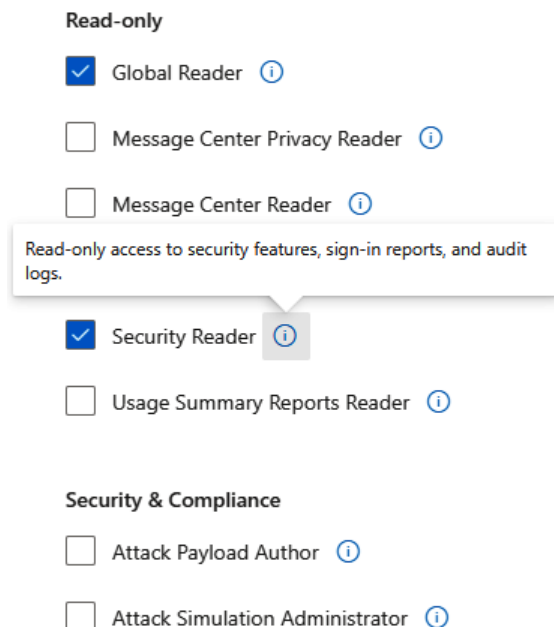 Read-only
Global Reader
Message Center Privacy Reader
Message Center Reader
Read-only access to security features, sign-in reports, and audit
logs.
Security Reader
Usage Summary Reports Reader
Security & Compliance
Attack Payload Author
Attack Simulation Administrator